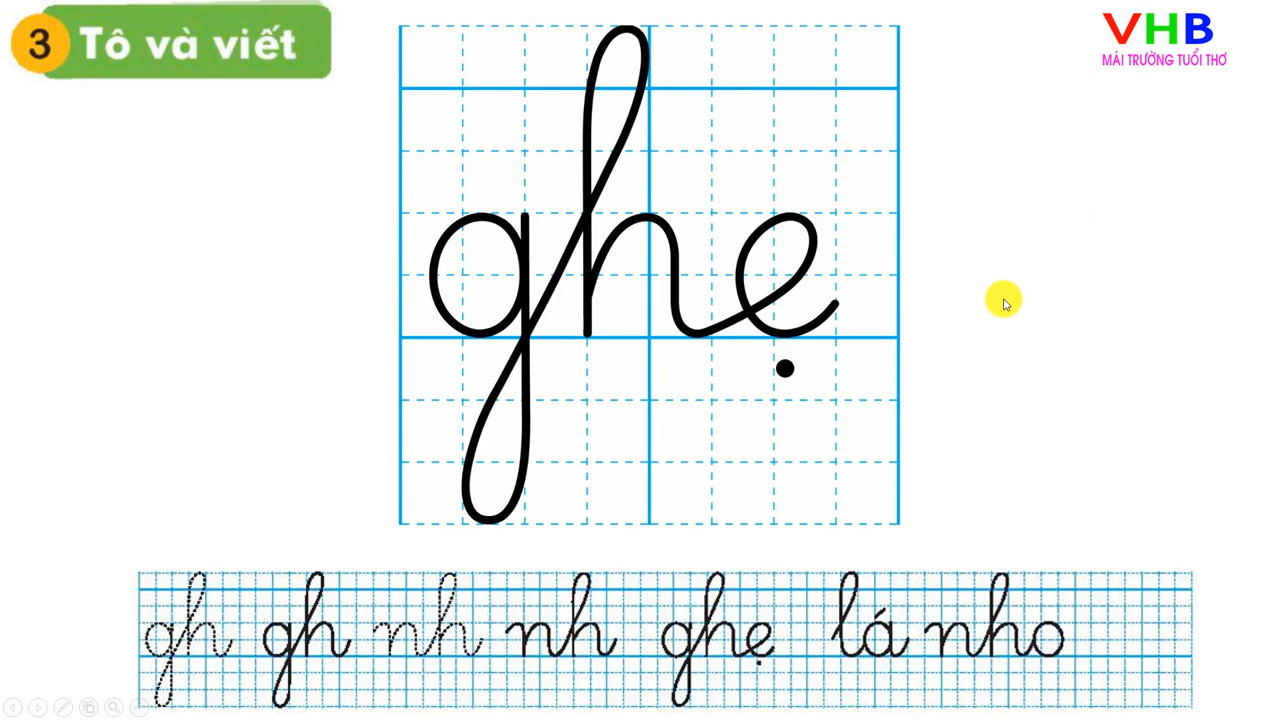 3 Tô và viết
VHB
MÁI TRƯỜNG TUỔI THƠ
ghẹ
gh gh nh nh ghẹ lá nho